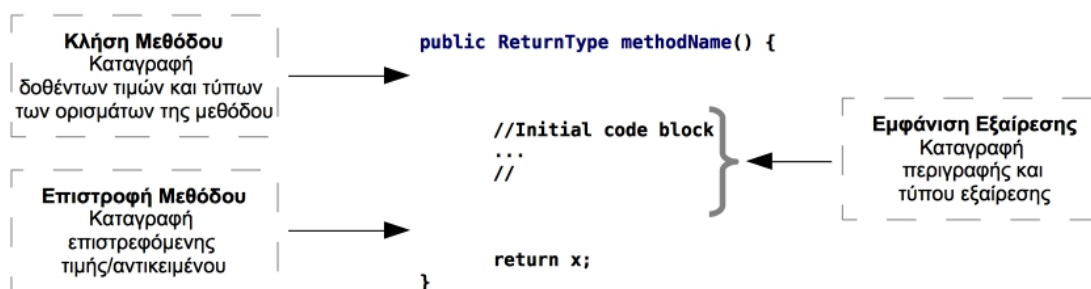 Κλήση Μεθόδου
Καταγραφή
δοθέντων τιμών και τύπων
των ορισμάτων της μεθόδου
Επιστροφή Μεθόδου
Καταγραφή
επιστρεφόμενης
τιμής/αντικειμένου
public ReturnType methodName() {
//Initial code block
...
//
return x;
}
Εμφάνιση Εξαίρεσης
Καταγραφή
περιγραφής και
τύπου εξαίρεσης